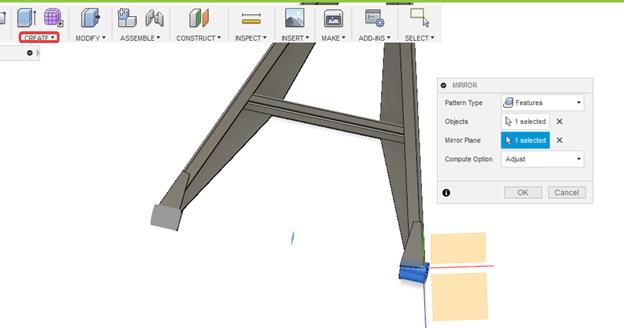 CREATE▾ MODIFY▾ ASSEMBLE▾ CONSTRUCT▾ INSPECT▾ INSERT▾ MAKE▾ ADD-INS▾ SELECT▾
MIRROR
Pattern Type Features
Objects 1 selected
Mirror Plane 1 selected
Compute Option Adjust
OK Cancel